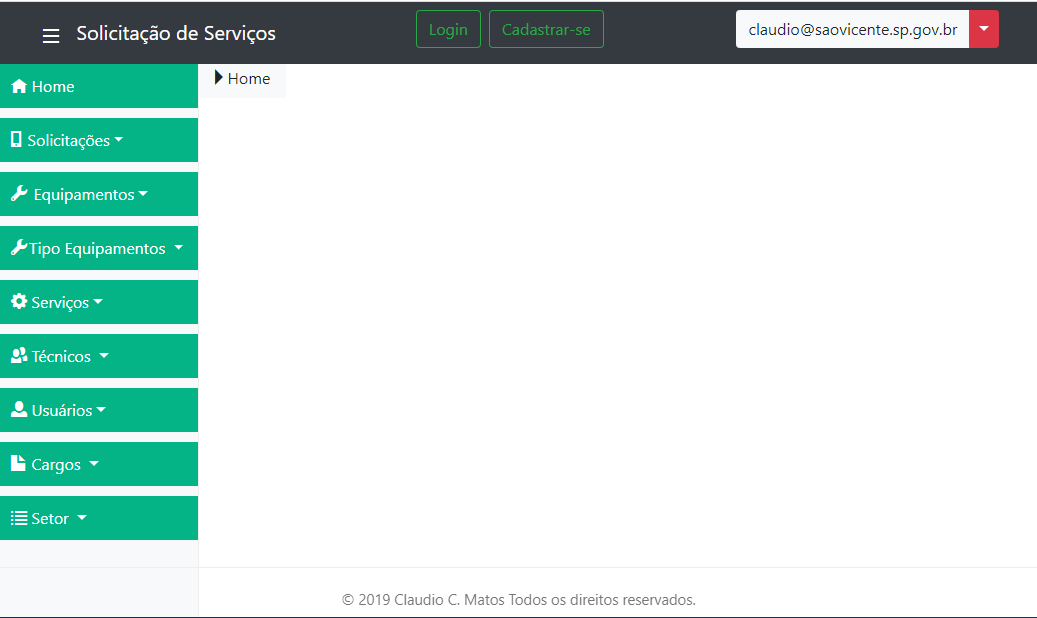 Solicitação de Serviços
Login
Cadastrar-se
claudio@saovicente.sp.gov.br
Home
Home
Solicitações
Equipamentos
Tipo Equipamentos
Serviços
Técnicos
Usuários
Cargos
Setor
© 2019 Claudio C. Matos Todos os direitos reservados.